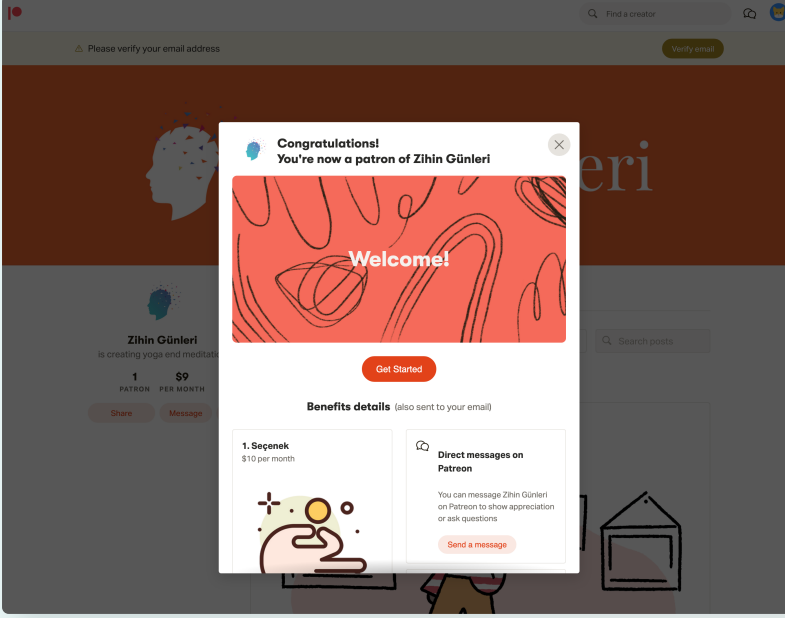 Find a creator
Please verify your email address
Verify email
eri
Congratulations!
You're now a patron of Zihin Günleri
Welcome!
Get Started
Benefits details (also sent to your email)
1. Seçenek
$10 per month
Direct messages on
Patreon
You can message Zihin Günleri
on Patreon to show appreciation
or ask questions
Send a message
Zihin Günleri
is creating yoga end meditatio
1
$9
PATRON
PER MONTH
Share
Message
Search posts